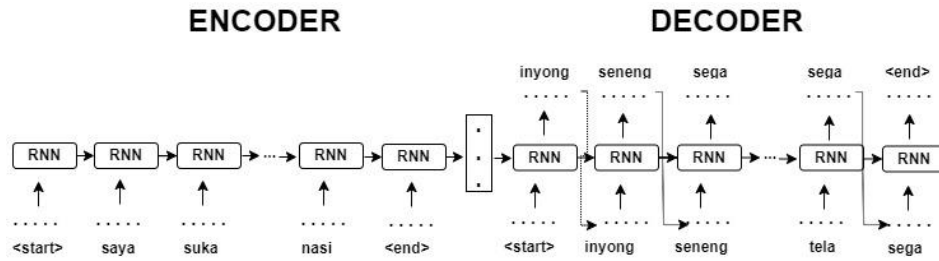 ENCODER DECODER
inyong seneng sega sega <end>
RNN RNN RNN ... RNN RNN RNN RNN RNN ... RNN RNN
<start> saya suka nasi <end> <start> inyong seneng tela sega